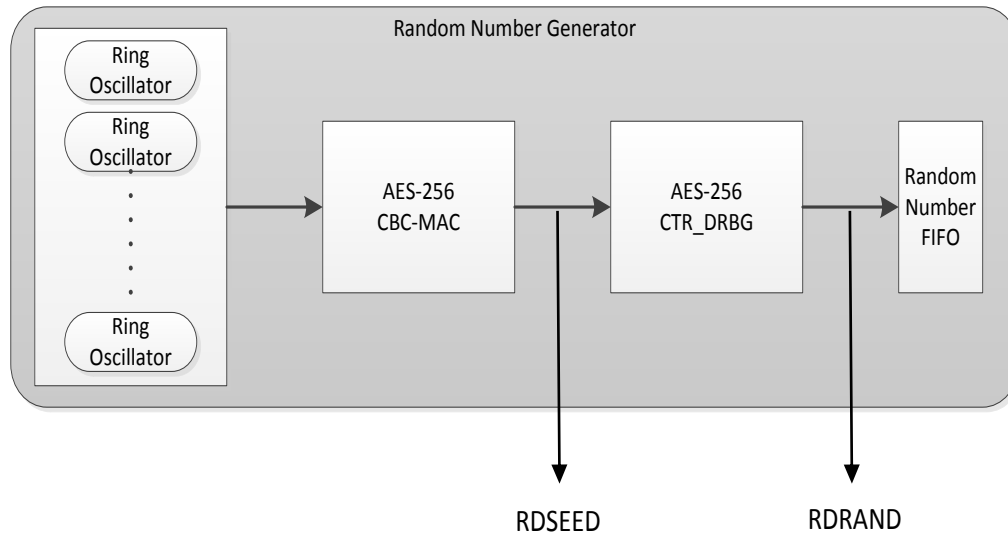 Random Number Generator
Ring
Oscillator
Ring
Oscillator
Ring
Oscillator
AES-256
CBC-MAC
AES-256
CTR_DRBG
Random
Number
FIFO
RDSEED
RDRAND